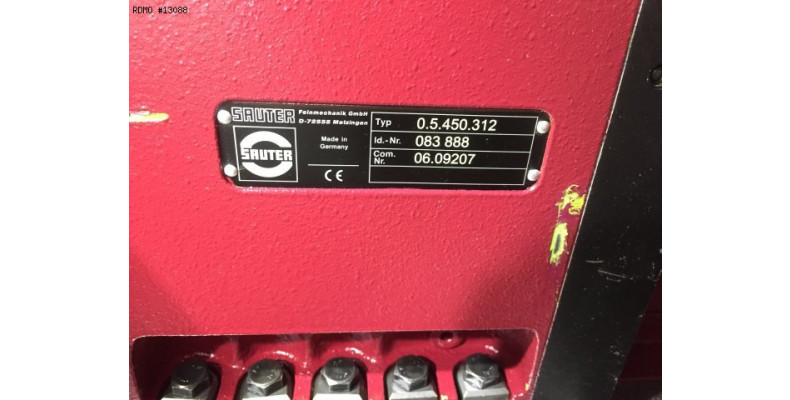 RDMO #13088
SAUTER Feinmechanik GmbH
D-72555 Metzingen
SAUTER
Made in
Germany
CE
Typ 0.5.450.312
Id.-Nr. 083 888
Com. Nr. 06.09207